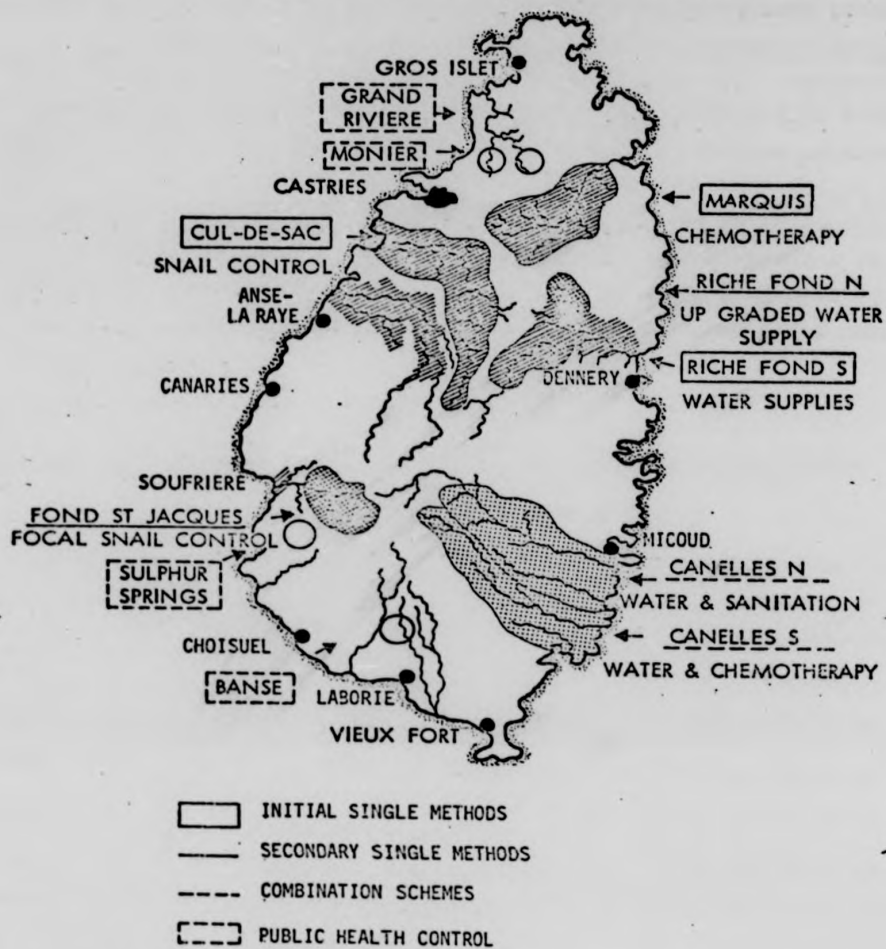 GROS ISLET
GRAND
RIVIERE
MONIER
CASTRIES
MARQUIS
CUL-DE-SAC
CHEMOTHERAPY
SNAIL CONTROL
RICHE FOND N
ANSE-
LA RAYE
UP GRADED WATER
SUPPLY
CANARIES
DENNERY
RICHE FOND S
WATER SUPPLIES
SOUFRIERE
FOND ST JACQUES
FOCAL SNAIL CONTROL
MICOUD
SULPHUR
SPRINGS
CANELLES N
WATER & SANITATION
CHOISUEL
CANELLES S
WATER & CHEMOTHERAPY
BANSE
LABORIE
VIEUX FORT
INITIAL SINGLE METHODS
SECONDARY SINGLE METHODS
COMBINATION SCHEMES
PUBLIC HEALTH CONTROL